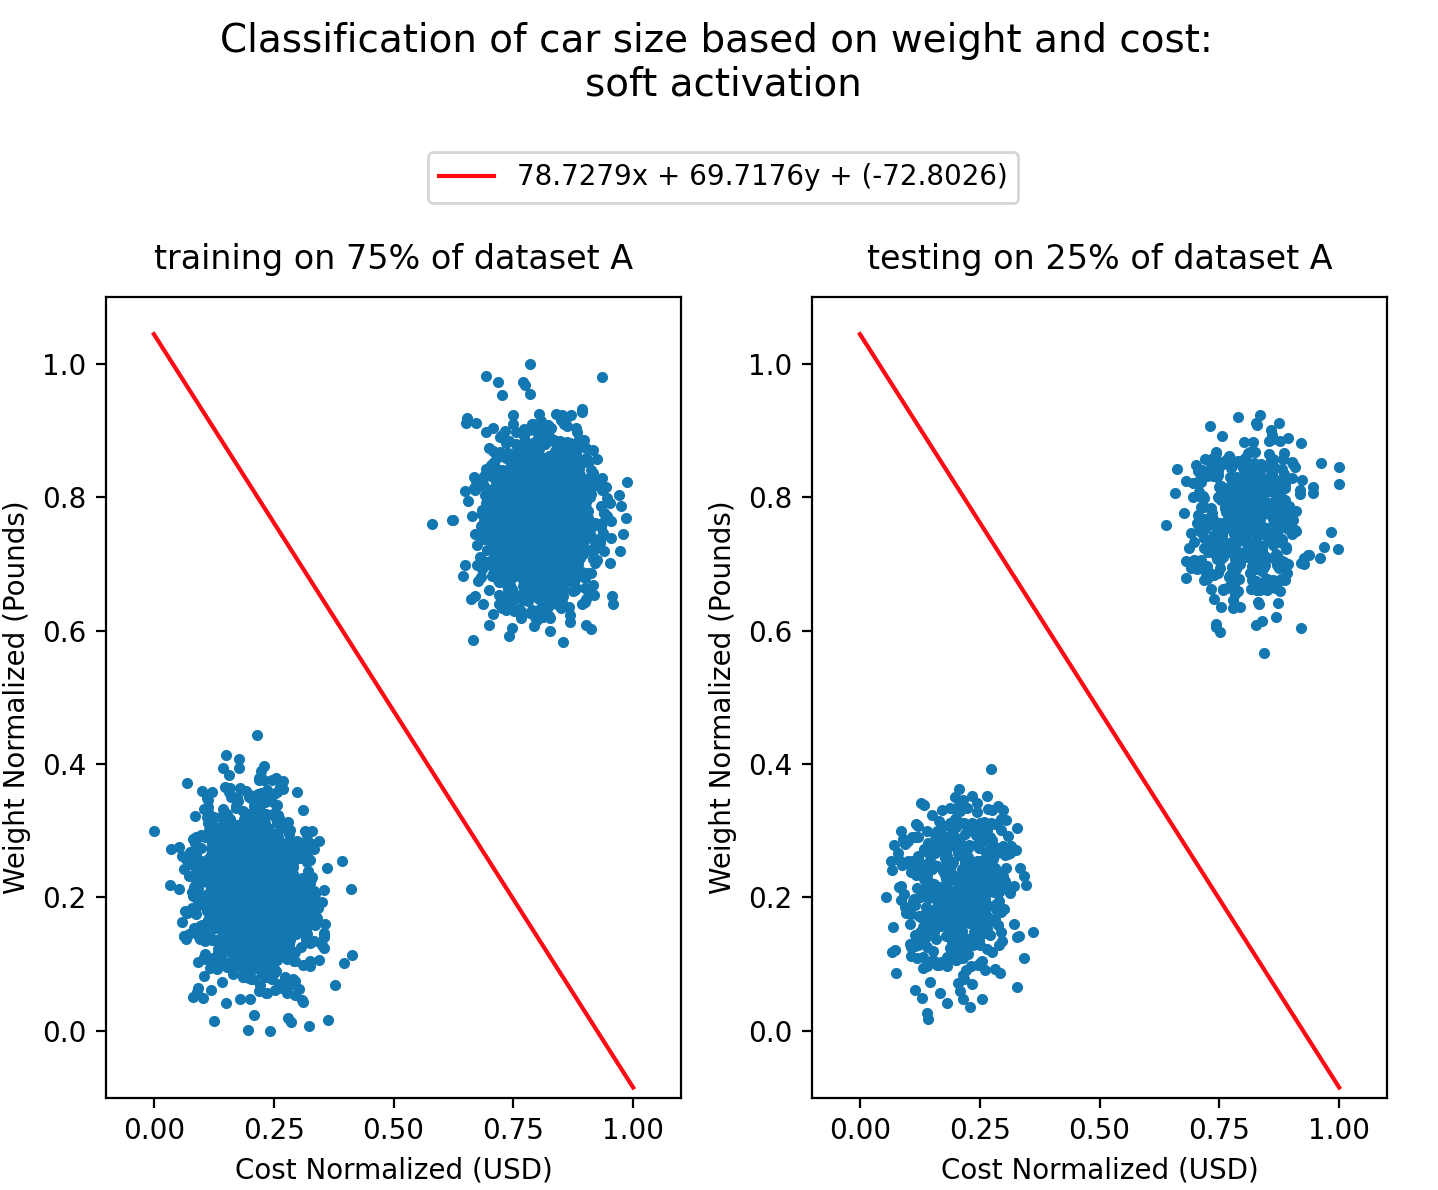 Classification of car size based on weight and cost:
soft activation
78.7279x + 69.7176y + (-72.8026)
training on 75% of dataset A
Weight Normalized (Pounds)
1.0
0.8
0.6
0.4
0.2
0.0
0.00 0.25 0.50 0.75 1.00
Cost Normalized (USD)
testing on 25% of dataset A
Weight Normalized (Pounds)
1.0
0.8
0.6
0.4
0.2
0.0
0.00 0.25 0.50 0.75 1.00
Cost Normalized (USD)